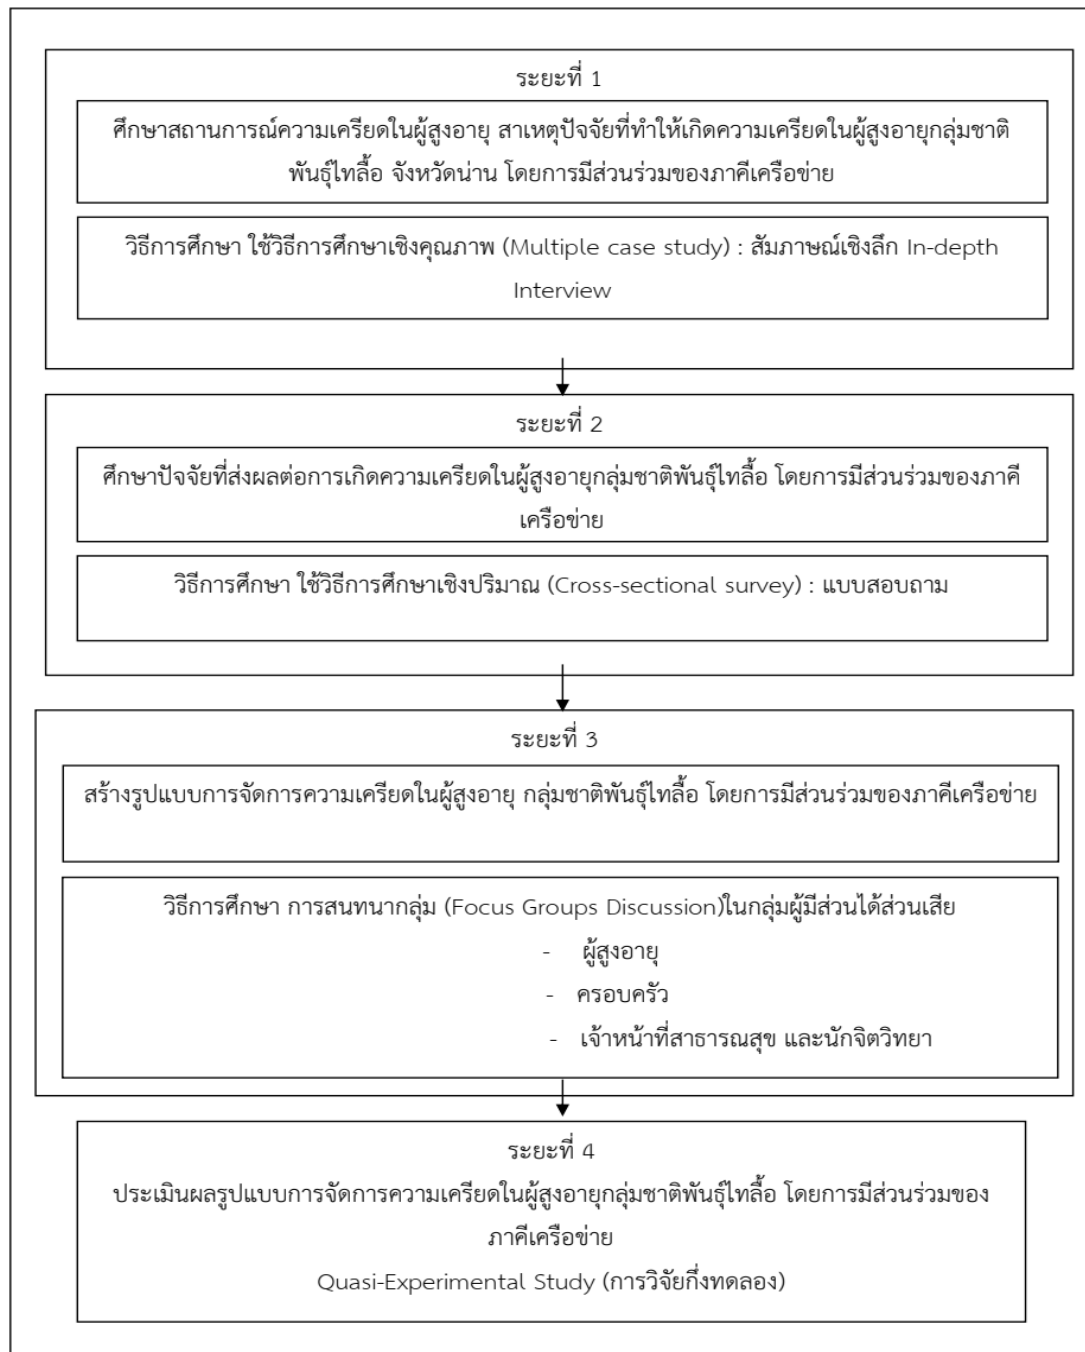 ระยะที่ 1
ศึกษาสถานการณ์ความเครียดในผู้สูงอายุ สาเหตุปัจจัยที่ทำให้เกิดความเครียดในผู้สูงอายุกลุ่มชาติ
พันธุ์ไทลื้อ จังหวัดน่าน โดยการมีส่วนร่วมของภาคีเครือข่าย
วิธีการศึกษา ใช้วิธีการศึกษาเชิงคุณภาพ (Multiple case study) : สัมภาษณ์เชิงลึก In-depth
Interview
ระยะที่ 2
ศึกษาปัจจัยที่ส่งผลต่อการเกิดความเครียดในผู้สูงอายุกลุ่มชาติพันธุ์ไทลื้อ โดยการมีส่วนร่วมของภาคี
เครือข่าย
วิธีการศึกษา ใช้วิธีการศึกษาเชิงปริมาณ (Cross-sectional survey) : แบบสอบถาม
ระยะที่ 3
สร้างรูปแบบการจัดการความเครียดในผู้สูงอายุ กลุ่มชาติพันธุ์ไทลื้อ โดยการมีส่วนร่วมของภาคีเครือข่าย
วิธีการศึกษา การสนทนากลุ่ม (Focus Groups Discussion)ในกลุ่มผู้มีส่วนได้ส่วนเสีย
- ผู้สูงอายุ
- ครอบครัว
- เจ้าหน้าที่สาธารณสุข และนักจิตวิทยา
ระยะที่ 4
ประเมินผลรูปแบบการจัดการความเครียดในผู้สูงอายุกลุ่มชาติพันธุ์ไทลื้อ โดยการมีส่วนร่วมของ
ภาคีเครือข่าย
Quasi-Experimental Study (การวิจัยกึ่งทดลอง)